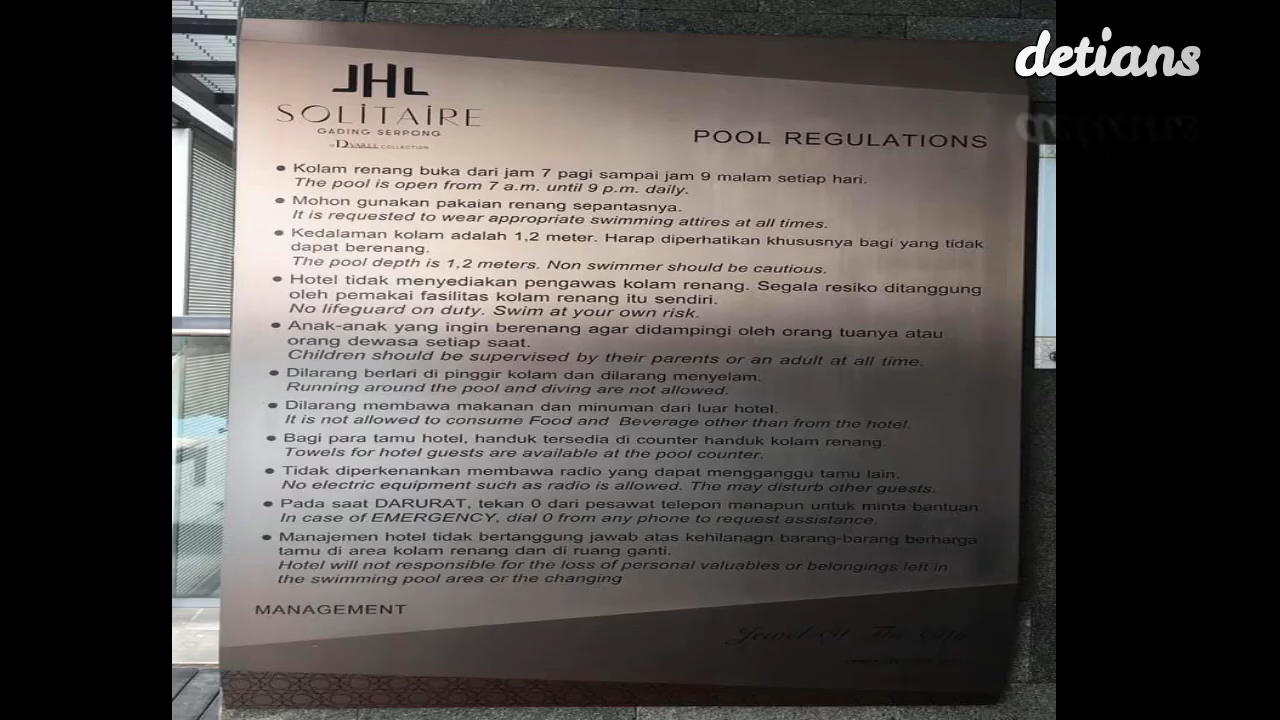 detians
JHL
SOLITAIRE
GADING SERPONG
COLLECTION
POOL REGULATIONS
• Kolam renang buka dari jam 7 pagi sampai jam 9 malam setiap hari.
The pool is open from 7 a.m. until 9 p.m. daily.
• Mohon gunakan pakaian renang sepantasnya.
It is requested to wear appropriate swimming attires at all times.
• Kedalaman kolam adalah 1,2 meter. Harap diperhatikan khususnya bagi yang tidak
dapat berenang.
The pool depth is 1,2 meters. Non swimmer should be cautious.
• Hotel tidak menyediakan pengawas kolam renang. Segala resiko ditanggung
oleh pemakai fasilitas kolam renang itu sendiri.
No lifeguard on duty. Swim at your own risk.
• Anak-anak yang ingin berenang agar didampingi oleh orang tuanya atau
orang dewasa setiap saat.
Children should be supervised by their parents or an adult at all time.
• Dilarang berlari di pinggir kolam dan dilarang menyelam.
Running around the pool and diving are not allowed.
• Dilarang membawa makanan dan minuman dari luar hotel.
It is not allowed to consume Food and Beverage other than from the hotel.
• Bagi para tamu hotel, handuk tersedia di counter handuk kolam renang.
Towels for hotel guests are available at the pool counter.
• Tidak diperkenankan membawa radio yang dapat mengganggu tamu lain.
No electric equipment such as radio is allowed. The may disturb other guests.
• Pada saat DARURAT, tekan 0 dari pesawat telepon manapun untuk minta bantuan.
In case of EMERGENCY, dial 0 from any phone to request assistance.
• Manajemen hotel tidak bertanggung jawab atas kehilanagn barang-barang berharga
tamu di area kolam renang dan di ruang ganti.
Hotel will not responsible for the loss of personal valuables or belongings left in
the swimming pool area or the changing
MANAGEMENT
Jewel Of The City